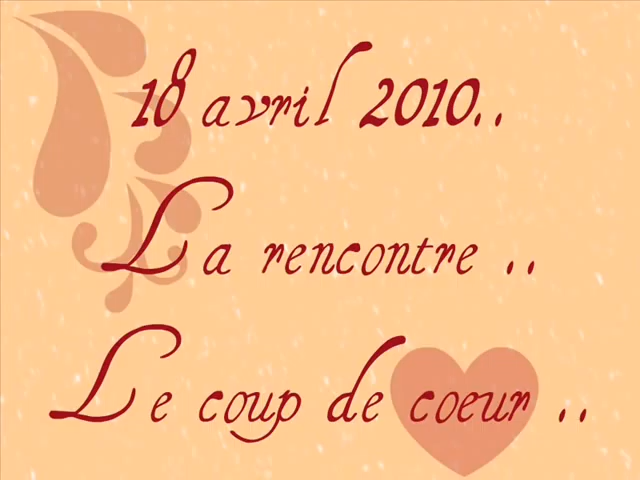 18 avril 2010..
La rencontre ..
Le coup de coeur ..